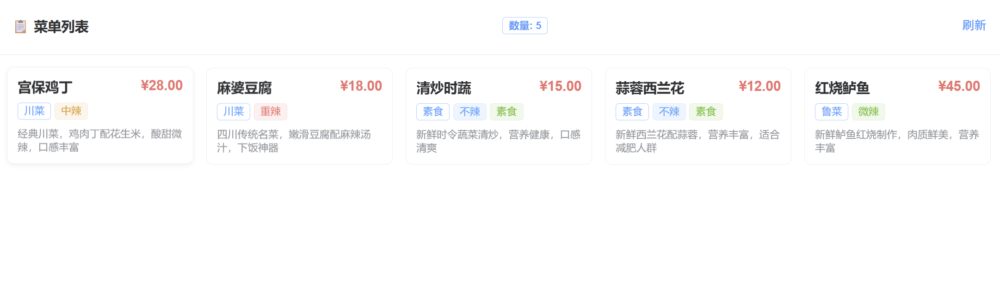 菜单列表
数量: 5
刷新
宫保鸡丁
¥28.00
川菜
中辣
经典川菜，鸡肉丁配花生米，酸甜微
辣，口感丰富
麻婆豆腐
¥18.00
川菜
重辣
四川传统名菜，嫩滑豆腐配麻辣汤
汁，下饭神器
清炒时蔬
¥15.00
素食
不辣
素食
新鲜时令蔬菜清炒，营养健康，口感
清爽
蒜蓉西兰花
¥12.00
素食
不辣
素食
新鲜西兰花配蒜蓉，营养丰富，适合
减肥人群
红烧鲈鱼
¥45.00
鲁菜
微辣
新鲜鲈鱼红烧制作，肉质鲜美，营养
丰富